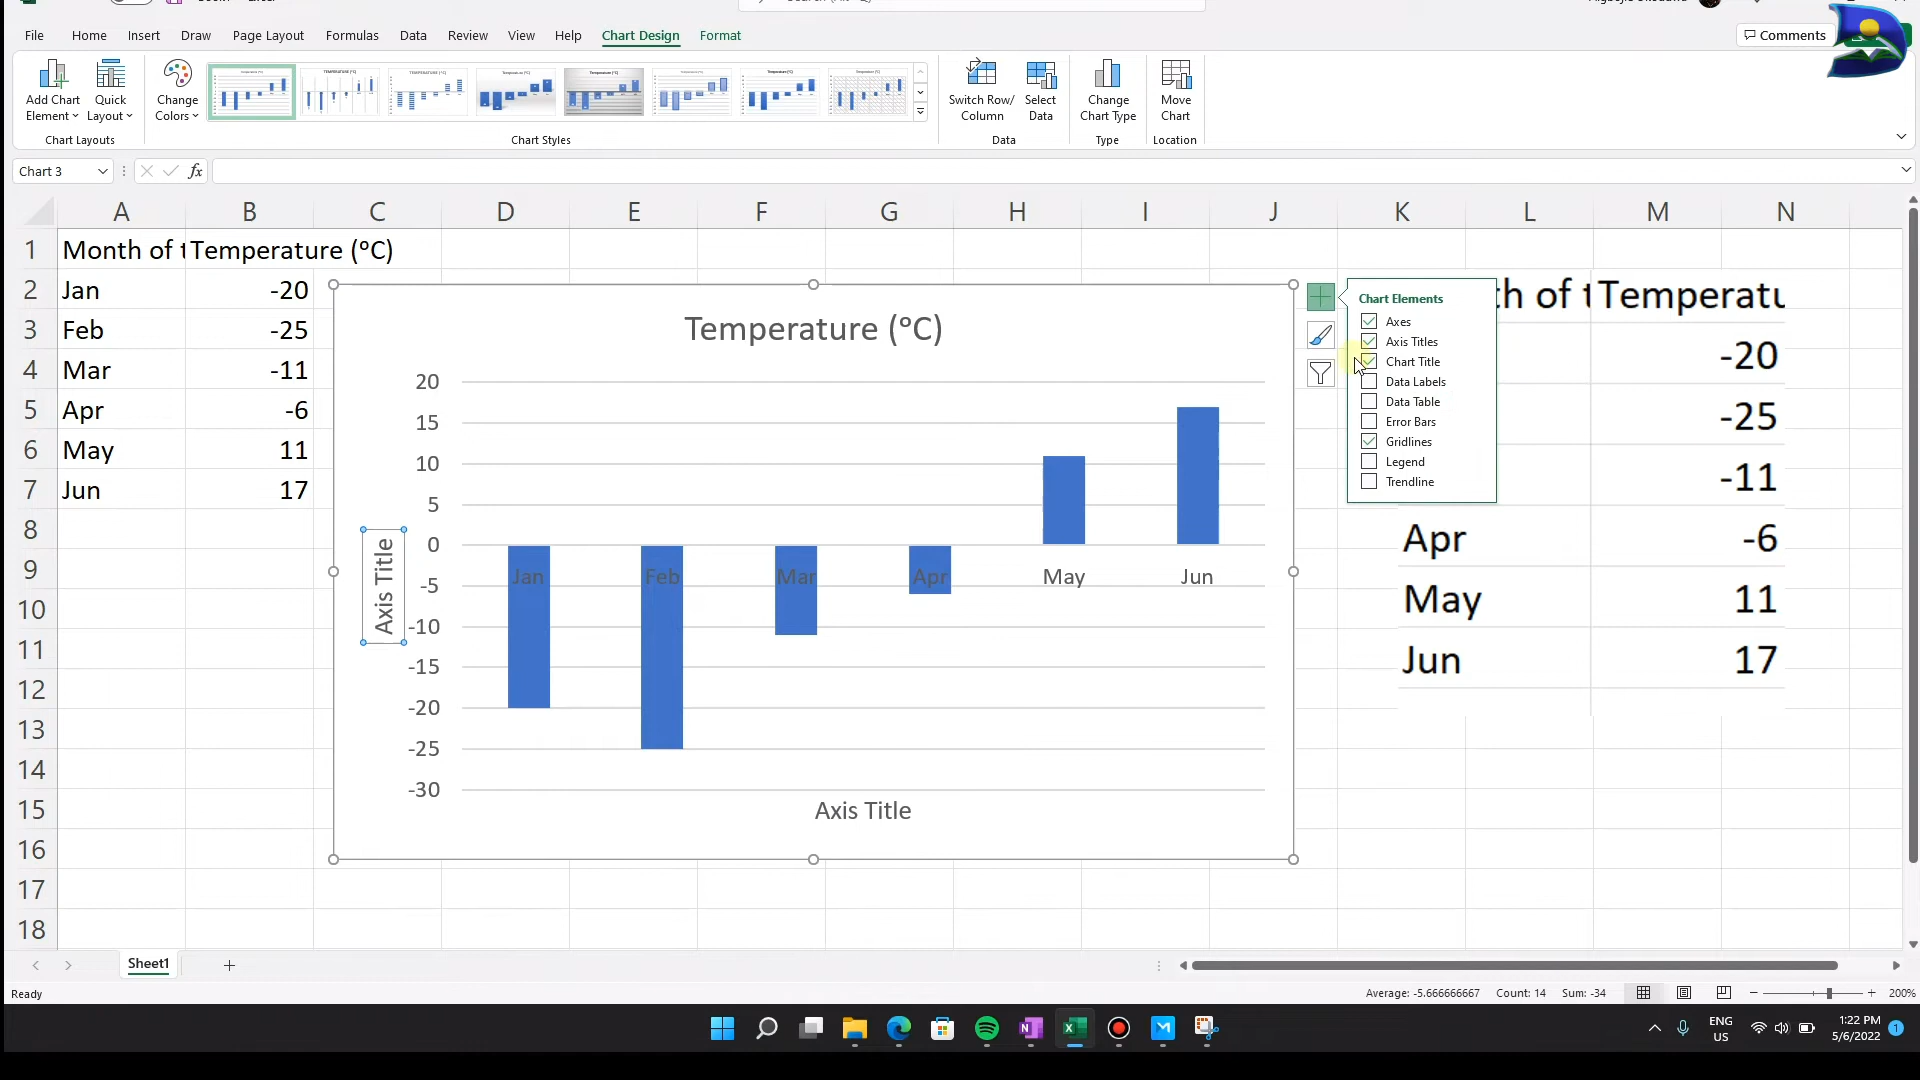 File Home Insert Draw Page Layout Formulas Data Review View Help Chart Design Format Comments
Add Chart Element
Quick Layout
Chart Layouts
Change Colors
Chart Styles
Switch Row/ Column
Select Data
Data
Change Chart Type
Type
Move Chart
Location
Chart 3
fx
A B C D E F G H I J K L M N
1 Month of t Temperature (°C)
2 Jan -20
3 Feb -25
4 Mar -11
5 Apr -6
6 May 11
7 Jun 17
8
9
10
11
12
13
14
15
16
17
18
Temperature (°C)
20
15
10
5
0
-5
-10
-15
-20
-25
-30
Jan Feb Mar Apr May Jun
Axis Title
Axis Title
Chart Elements
Axes
Axis Titles
Chart Title
Data Labels
Data Table
Error Bars
Gridlines
Legend
Trendline
th of t Temperatu
-20
-25
-11
Apr -6
May 11
Jun 17
Sheet1
Ready
Average: -5.666666667 Count: 14 Sum: -34
200%
ENG
US
1:22 PM
5/6/2022
1